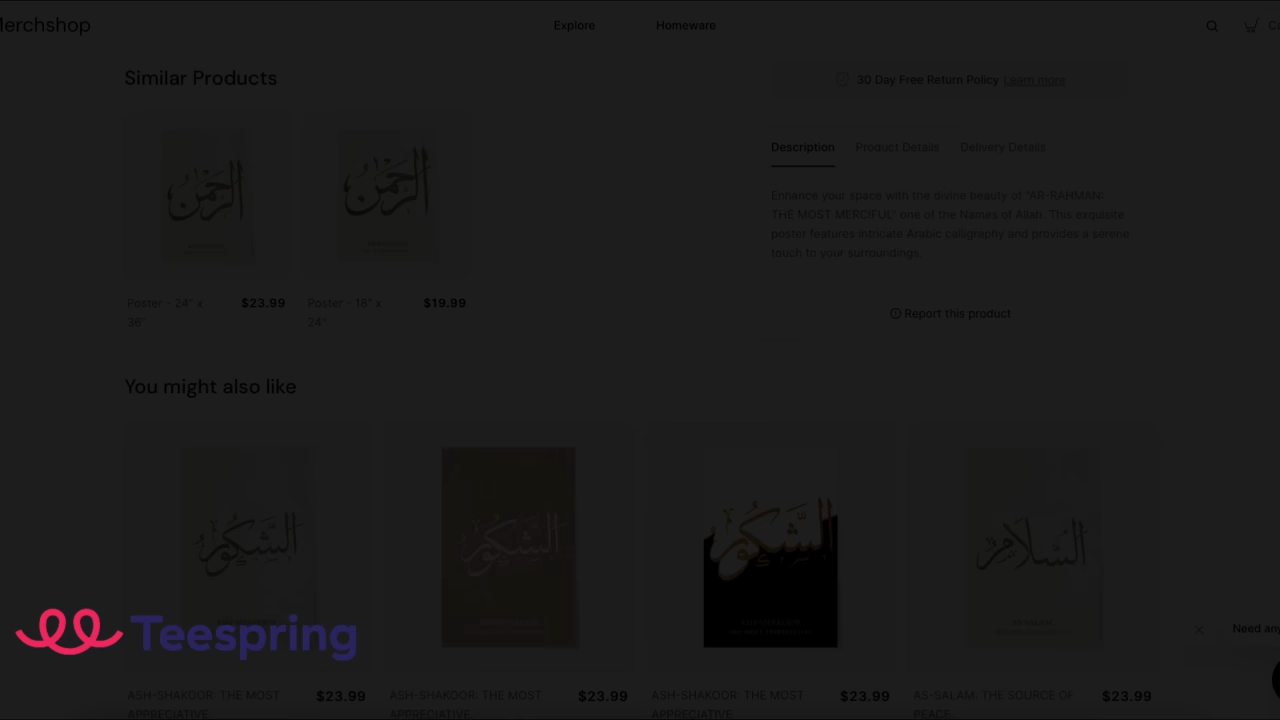 Merchshop
Explore
Homeware
Similar Products
30 Day Free Return Policy Learn more
Description
Product Details
Delivery Details
Enhance your space with the divine beauty of 'AR-RAHMAN:
THE MOST MERCIFUL' one of the Names of Allah. This exquisite
poster features intricate Arabic calligraphy and provides a serene
touch to your surroundings.
Report this product
الرحمن
الرحمن
Poster - 24" x
36"
$23.99
Poster - 18" x
24"
$19.99
You might also like
الشكور
الشكور
الشكور
السلام
Teespring
Need any
ASH-SHAKOOR: THE MOST
APPRECIATIVE
$23.99
ASH-SHAKOOR: THE MOST
APPRECIATIVE
$23.99
ASH-SHAKOOR: THE MOST
APPRECIATIVE
$23.99
AS-SALAM: THE SOURCE OF
PEACE
$23.99